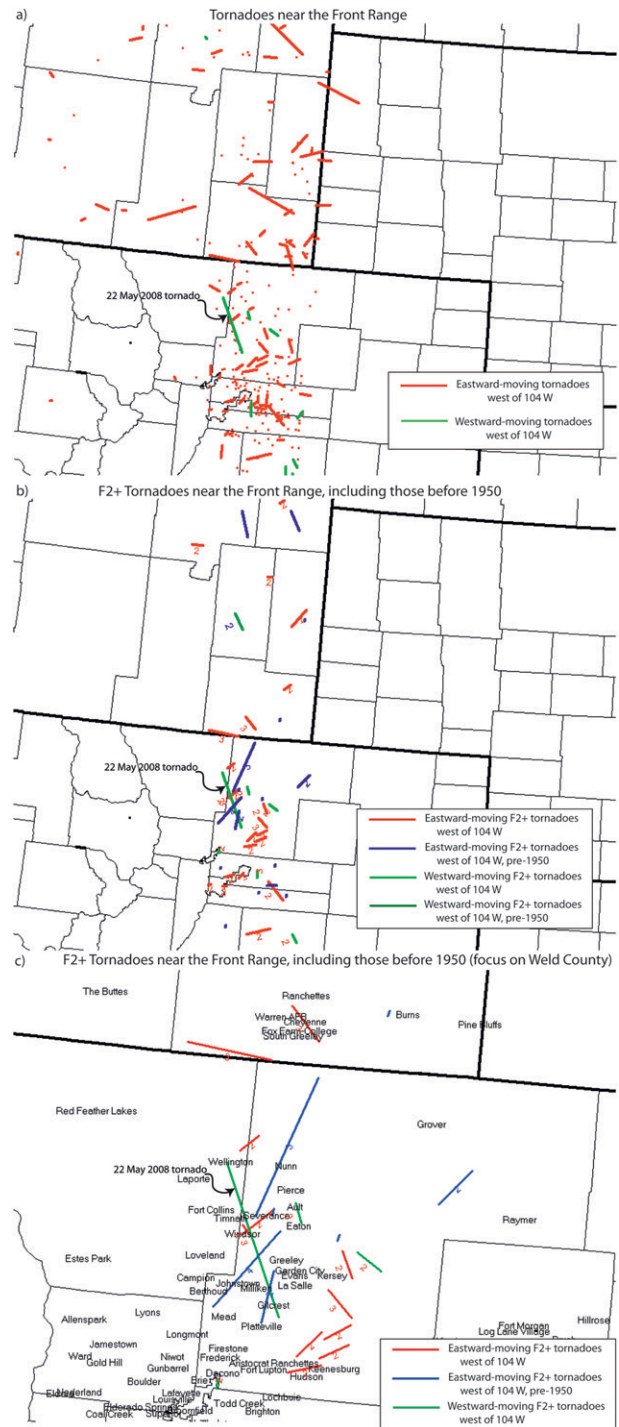 a)
Tornadoes near the Front Range
22 May 2008 tornado
Eastward-moving tornadoes
west of 104 W
Westward-moving tornadoes
west of 104 W
b)
F2+ Tornadoes near the Front Range, including those before 1950
22 May 2008 tornado
Eastward-moving F2+ tornadoes
west of 104 W
Eastward-moving F2+ tornadoes
west of 104 W, pre-1950
Westward-moving F2+ tornadoes
west of 104 W
Westward-moving F2+ tornadoes
west of 104 W, pre-1950
c)
F2+ Tornadoes near the Front Range, including those before 1950 (focus on Weld County)
The Buttes
Ranchettes
Warren AFB
Cheyenne
Fox Farm-College
South Greeley
Burns
Pine Bluffs
Red Feather Lakes
Grover
22 May 2008 tornado
Wellington
Nunn
Laporte
Pierce
Fort Collins
Ault
Timnath
Severance
Eaton
Raymer
Windsor
Estes Park
Loveland
Greeley
Garden City
Evans
Kersey
Campion
Johnstown
La Salle
Berthoud
Milliken
Gilcrest
Mead
Platteville
Allenspark
Lyons
Longmont
Hillrose
Fort Morgan
Log Lane Village
Jamestown
Firestone
Ward
Niwot
Frederick
Gold Hill
Gunbarrel
Dacono
Aristocrat Ranchettes
Fort Lupton
Keenesburg
Boulder
Erie
Hudson
Nederland
Lafayette
Louisville
Lochbuie
Eldora
Eldorado Springs
Todd Creek
Coal Creek
Superior
Broomfield
Brighton
Eastward-moving F2+ tornadoes
west of 104 W
Eastward-moving F2+ tornadoes
west of 104 W, pre-1950
Westward-moving F2+ tornadoes
west of 104 W